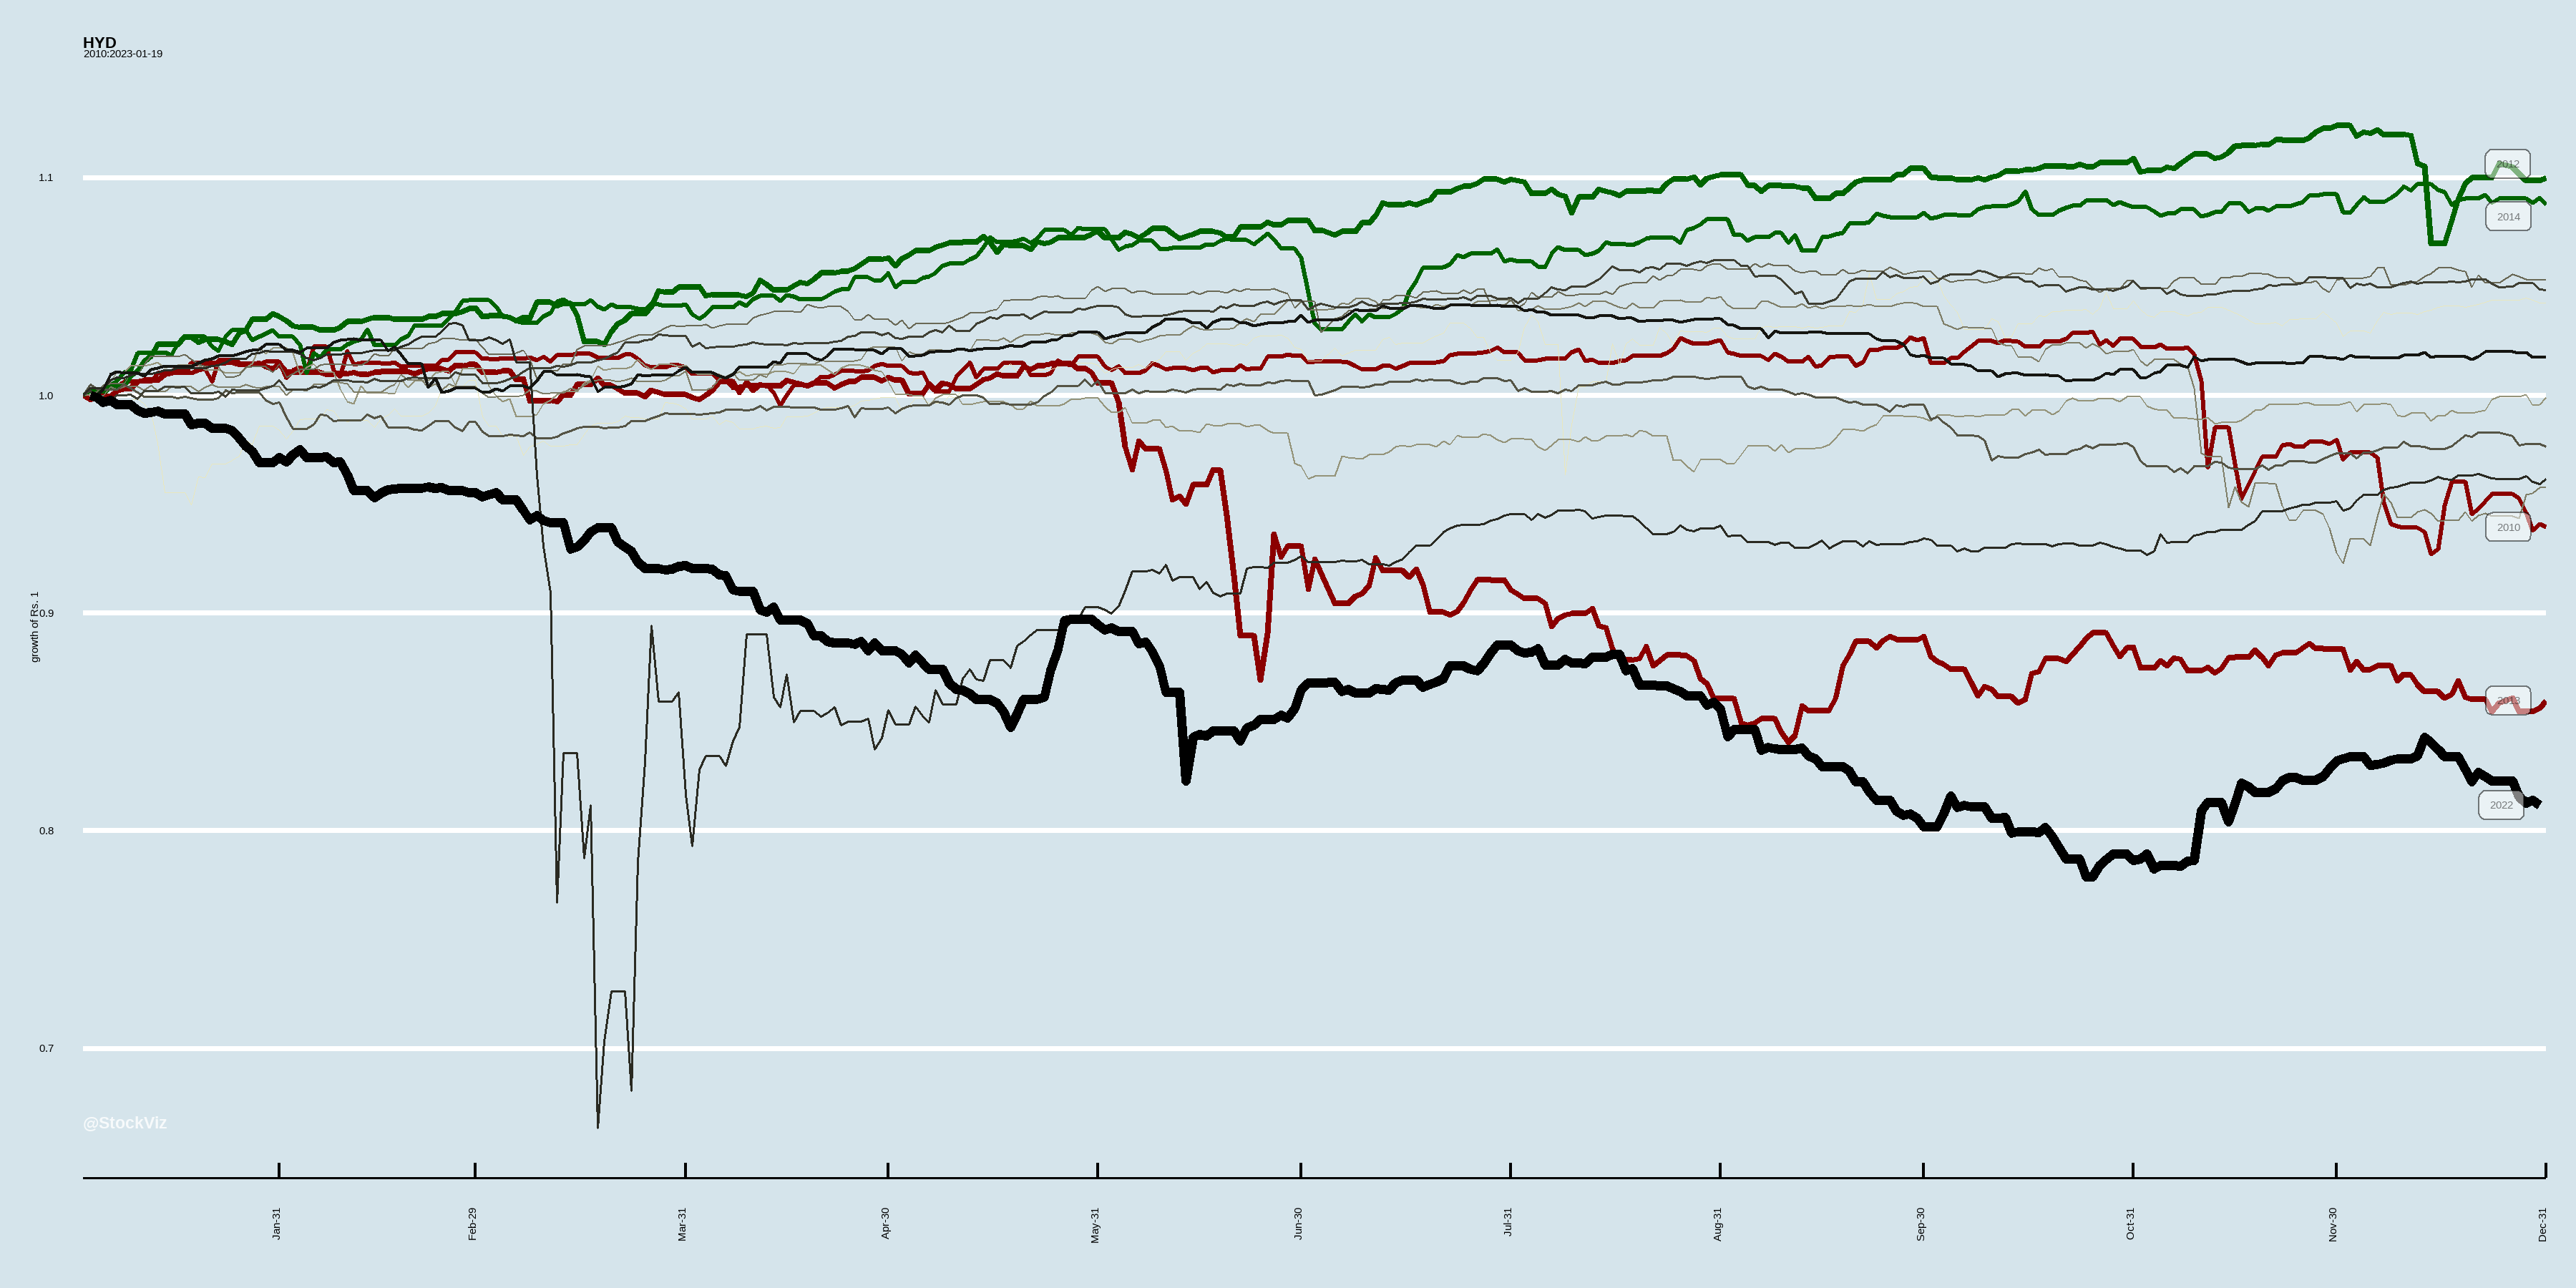 HYD
2010:2023-01-19
1.1
1.0
0.9
0.8
0.7
growth of Rs. 1
2012
2014
2010
2013
2022
@StockViz
Jan-31
Feb-29
Mar-31
Apr-30
May-31
Jun-30
Jul-31
Aug-31
Sep-30
Oct-31
Nov-30
Dec-31